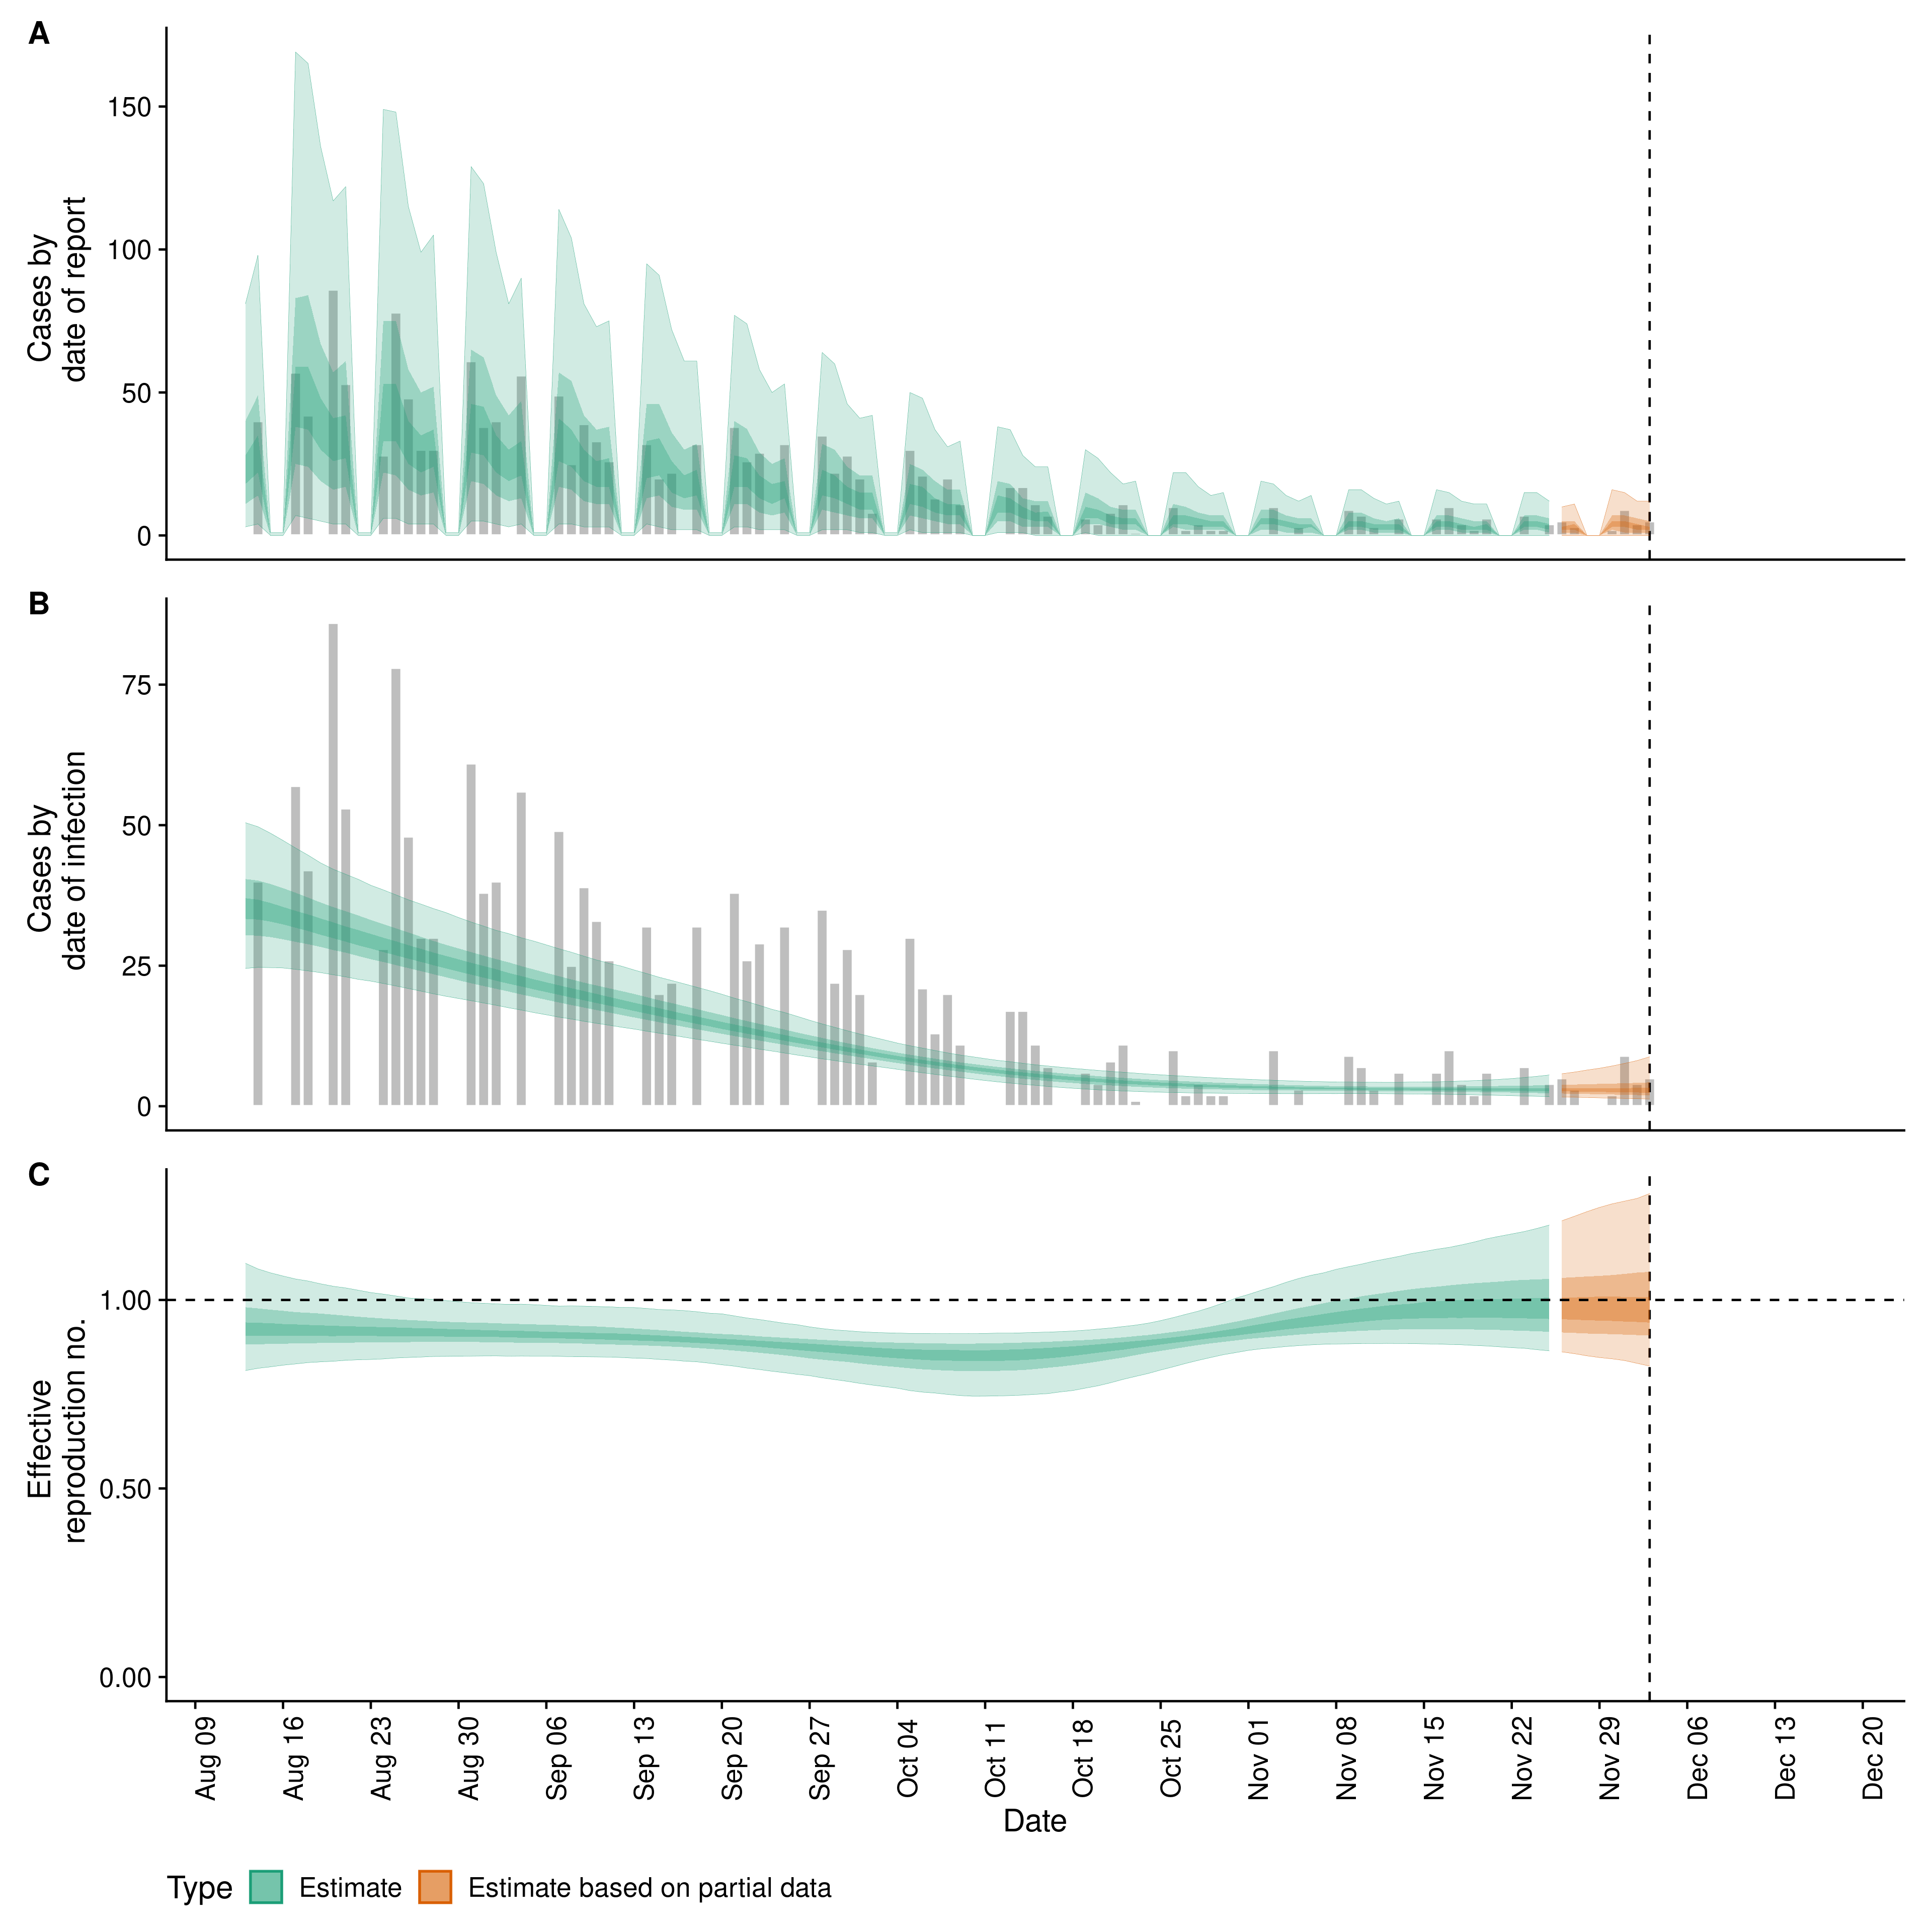 A
Cases by
date of report
150
100
50
0
B
Cases by
date of infection
75
50
25
0
C
Effective
reproduction no.
1.00
0.50
0.00
Aug 09
Aug 16
Aug 23
Aug 30
Sep 06
Sep 13
Sep 20
Sep 27
Oct 04
Oct 11
Oct 18
Oct 25
Nov 01
Nov 08
Nov 15
Nov 22
Nov 29
Dec 06
Dec 13
Dec 20
Date
Type Estimate Estimate based on partial data